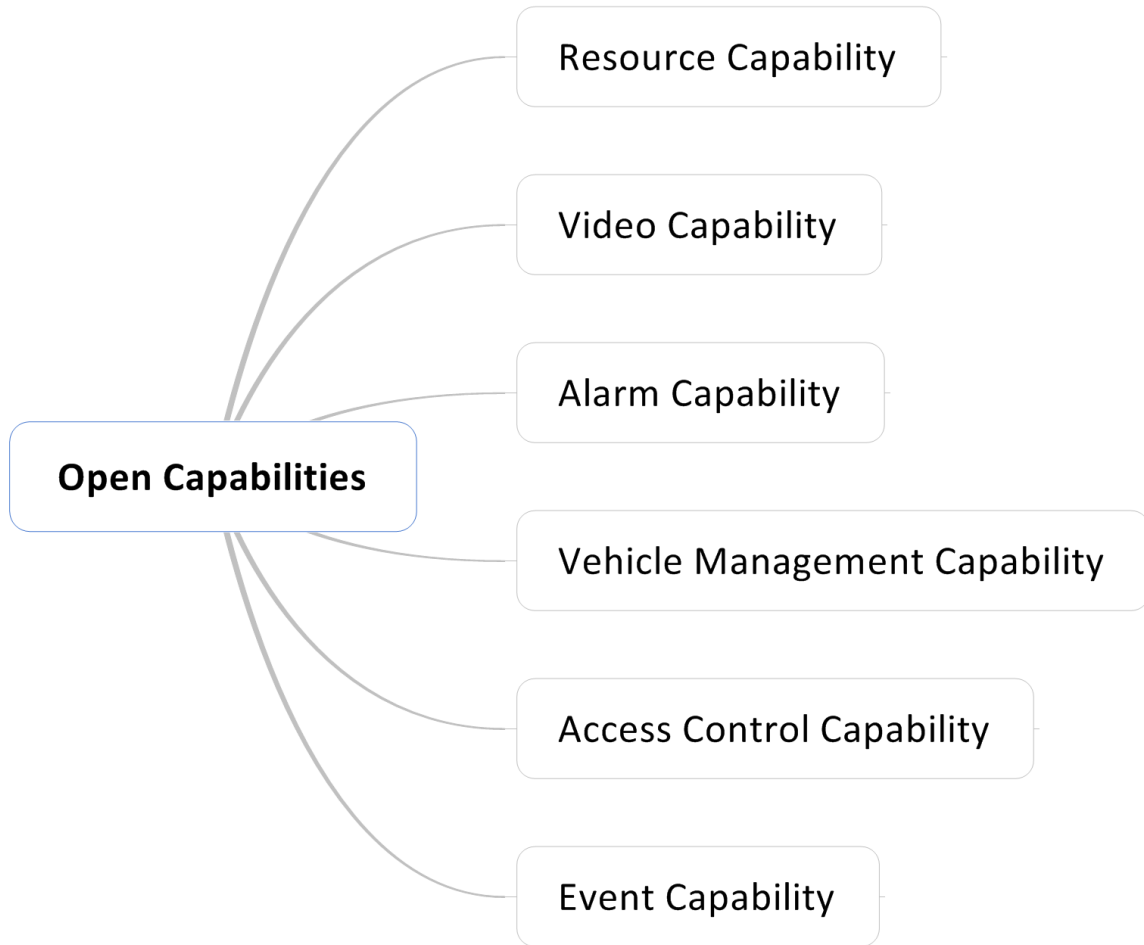 Resource Capability
Video Capability
Alarm Capability
Open Capabilities
Vehicle Management Capability
Access Control Capability
Event Capability